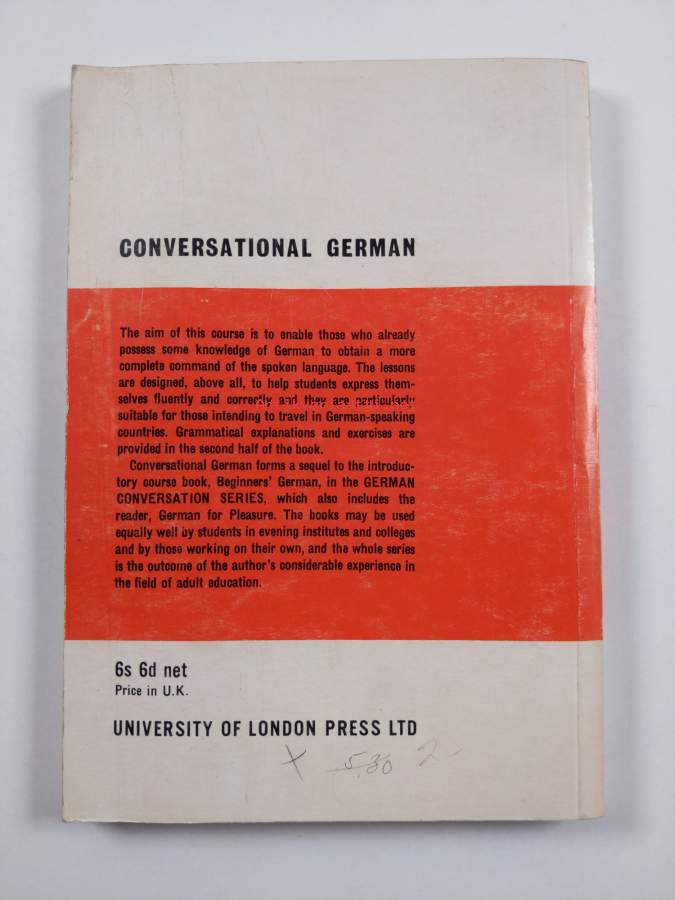 CONVERSATIONAL GERMAN
The aim of this course is to enable those who already
possess some knowledge of German to obtain a more
complete command of the spoken language. The lessons
are designed, above all, to help students express them-
selves fluently and correctly and they are particularly
suitable for those intending to travel in German-speaking
countries. Grammatical explanations and exercises are
provided in the second half of the book.
Conversational German forms a sequel to the introduc-
tory course book, Beginners' German, in the GERMAN
CONVERSATION SERIES, which also includes the
reader, German for Pleasure. The books may be used
equally well by students in evening institutes and colleges
and by those working on their own, and the whole series
is the outcome of the author's considerable experience in
the field of adult education.
6s 6d net
Price in U.K.
UNIVERSITY OF LONDON PRESS LTD
x 5,30 2-